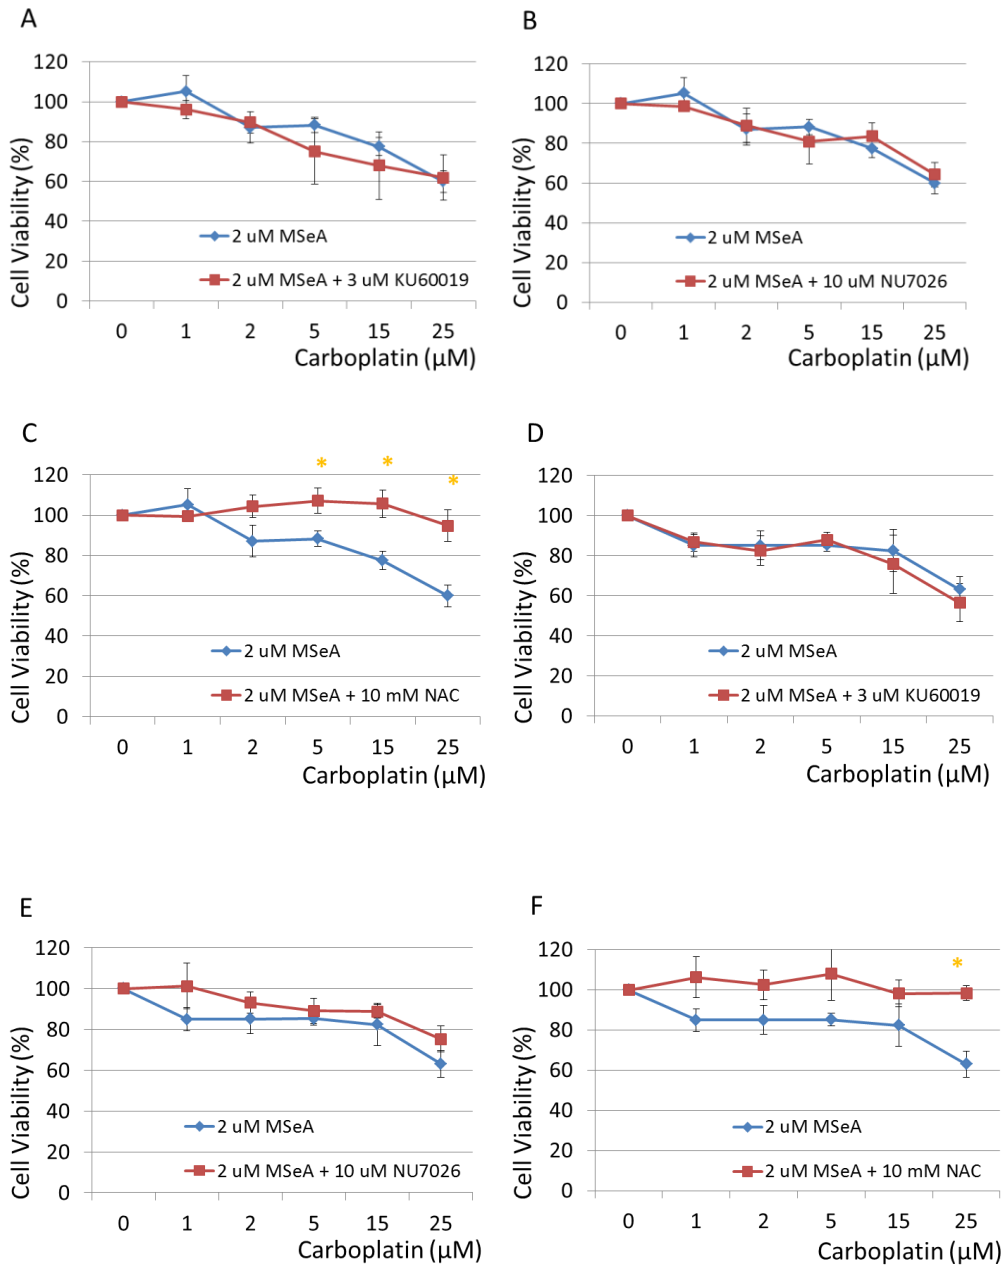 A
Cell Viability (%)
120
100
80
60
40
20
0
2 uM MSeA
2 uM MSeA + 3 uM KU60019
0 1 2 5 15 25
Carboplatin (µM)
B
Cell Viability (%)
120
100
80
60
40
20
0
2 uM MSeA
2 uM MSeA + 10 uM NU7026
0 1 2 5 15 25
Carboplatin (µM)
C
* * *
Cell Viability (%)
120
100
80
60
40
20
0
2 uM MSeA
2 uM MSeA + 10 mM NAC
0 1 2 5 15 25
Carboplatin (µM)
D
Cell Viability (%)
120
100
80
60
40
20
0
2 uM MSeA
2 uM MSeA + 3 uM KU60019
0 1 2 5 15 25
Carboplatin (µM)
E
Cell Viability (%)
120
100
80
60
40
20
0
2 uM MSeA
2 uM MSeA + 10 uM NU7026
0 1 2 5 15 25
Carboplatin (µM)
F
*
Cell Viability (%)
120
100
80
60
40
20
0
2 uM MSeA
2 uM MSeA + 10 mM NAC
0 1 2 5 15 25
Carboplatin (µM)